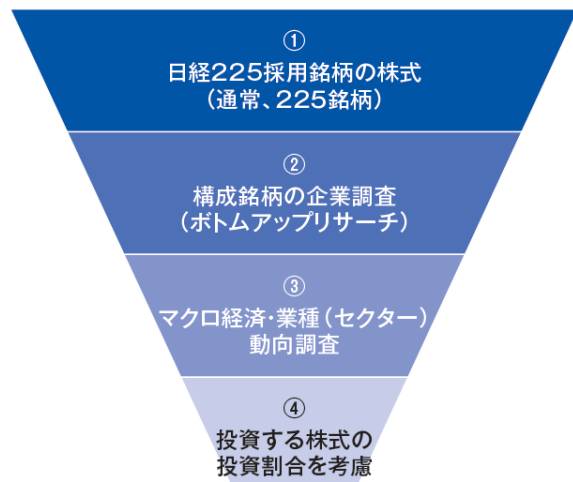 ①
日経225採用銘柄の株式
(通常、225銘柄)
②
構成銘柄の企業調査
(ボトムアップリサーチ)
③
マクロ経済・業種(セクター)
動向調査
④
投資する株式の
投資割合を考慮